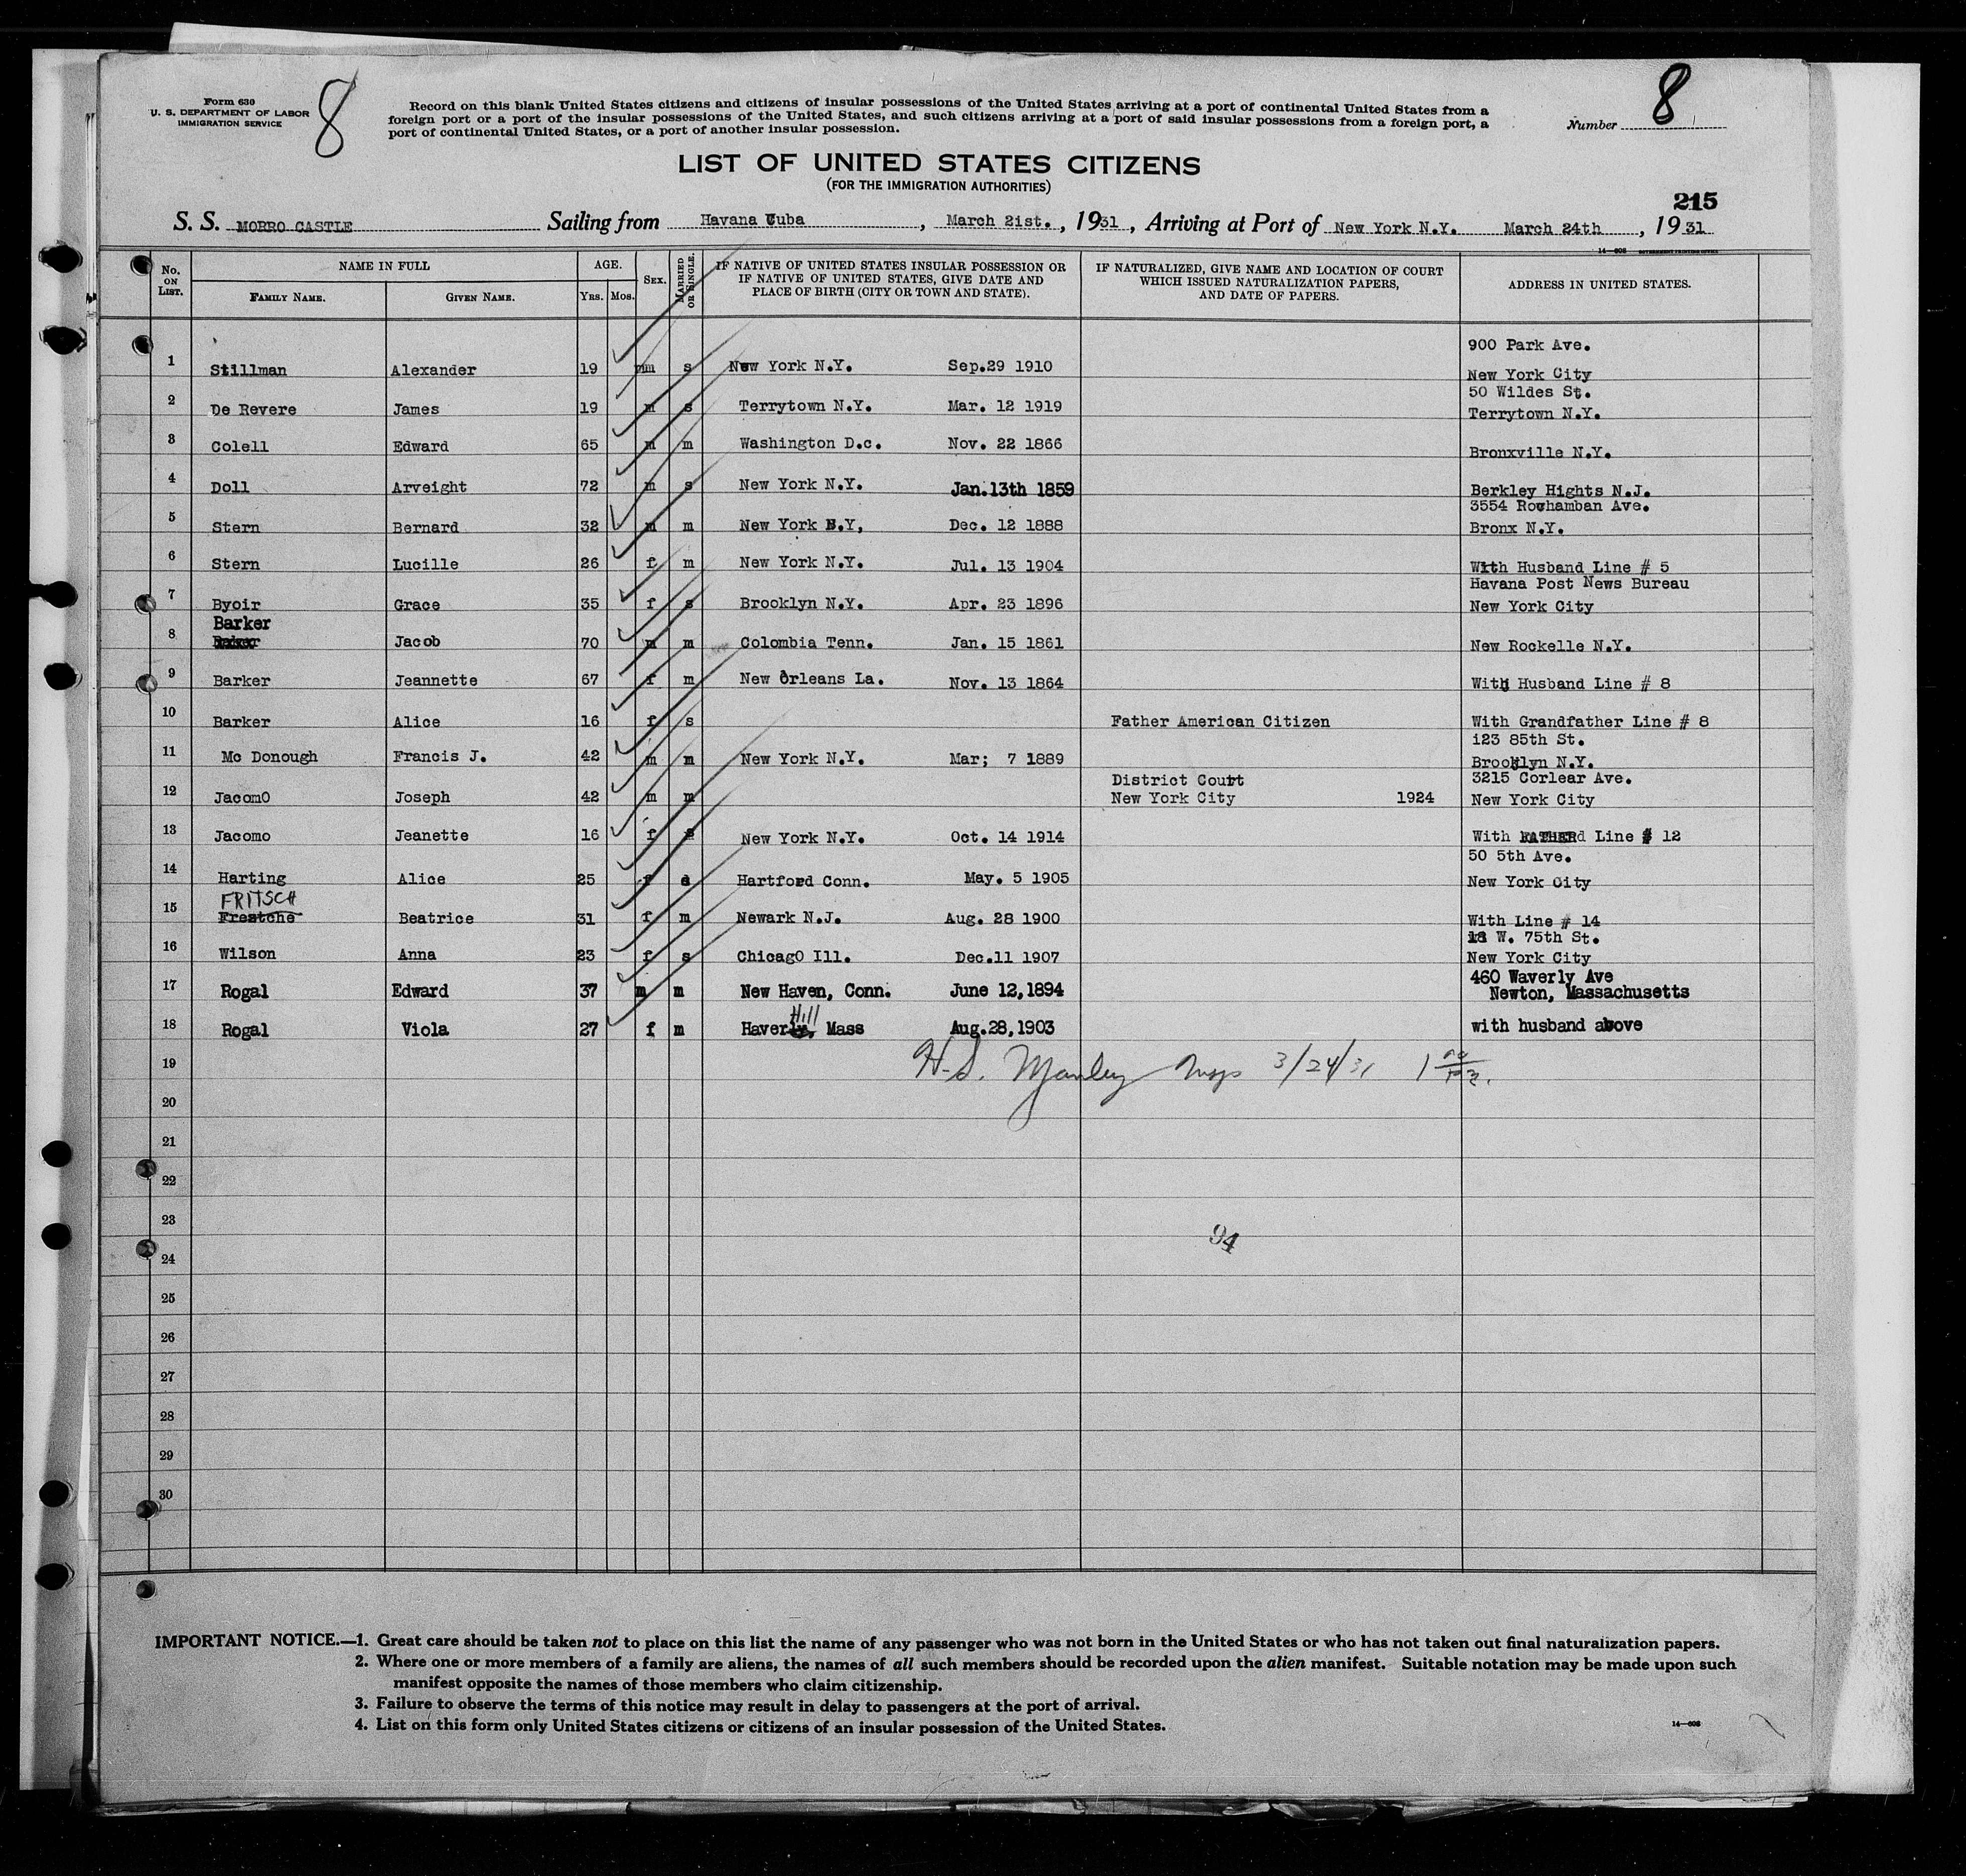 Form 630
U. S. DEPARTMENT OF LABOR
IMMIGRATION SERVICE
8
Record on this blank United States citizens and citizens of insular possessions of the United States arriving at a port of continental United States from a
foreign port or a port of the insular possessions of the United States, and such citizens arriving at a port of said insular possessions from a foreign port, a
port of continental United States, or a port of another insular possession.
Number 8
LIST OF UNITED STATES CITIZENS
(FOR THE IMMIGRATION AUTHORITIES)
215
S. S. MORRO CASTLE Sailing from Havana Cuba, March 21st., 1931, Arriving at Port of New York N.Y. March 24th, 1931
14—608 GOVERNMENT PRINTING OFFICE
No. ON LIST. NAME IN FULL AGE. SEX. MARRIED OR SINGLE. IF NATIVE OF UNITED STATES INSULAR POSSESSION OR IF NATIVE OF UNITED STATES, GIVE DATE AND PLACE OF BIRTH (CITY OR TOWN AND STATE). IF NATURALIZED, GIVE NAME AND LOCATION OF COURT WHICH ISSUED NATURALIZATION PAPERS, AND DATE OF PAPERS. ADDRESS IN UNITED STATES.
FAMILY NAME. GIVEN NAME. YRS. MOS.
900 Park Ave.
1 Stillman Alexander 19 m s New York N.Y. Sep.29 1910 New York City
50 Wildes St.
2 De Revere James 19 m s Terrytown N.Y. Mar. 12 1919 Terrytown N.Y.
3 Colell Edward 65 m m Washington D.c. Nov. 22 1866 Bronxville N.Y.
4 Doll Arveight 72 m s New York N.Y. Jan.13th 1859 Berkley Hights N.J.
3554 Rowhamban Ave.
5 Stern Bernard 32 m m New York N.Y, Dec. 12 1888 Bronx N.Y.
6 Stern Lucille 26 f m New York N.Y. Jul. 13 1904 With Husband Line # 5
Havana Post News Bureau
7 Byoir Grace 35 f s Brooklyn N.Y. Apr. 23 1896 New York City
Barker
8 Jacob 70 m m Colombia Tenn. Jan. 15 1861 New Rockelle N.Y.
9 Barker Jeannette 67 f m New Orleans La. Nov. 13 1864 With Husband Line # 8
10 Barker Alice 16 f s Father American Citizen With Grandfather Line # 8
123 85th St.
11 Mc Donough Francis J. 42 m m New York N.Y. Mar; 7 1889 Brooklyn N.Y.
District Court 3215 Corlear Ave.
12 JacomO Joseph 42 m m New York City 1924 New York City
13 Jacomo Jeanette 16 f s New York N.Y. Oct. 14 1914 With FATHERd Line # 12
50 5th Ave.
14 Harting Alice 25 f s Hartford Conn. May. 5 1905 New York City
FRITSCH
15 Frestche Beatrice 31 f m Newark N.J. Aug. 28 1900 With Line # 14
18 W. 75th St.
16 Wilson Anna 23 f s ChicagO Ill. Dec.11 1907 New York City
460 Waverly Ave
17 Rogal Edward 37 m m New Haven, Conn. June 12,1894 Newton, Massachusetts
Hill
18 Rogal Viola 27 f m Haverly, Mass Aug.28,1903 with husband above
19 H.S. Manley 3/24/31
20
21
22
23
94
24
25
26
27
28
29
30
IMPORTANT NOTICE.—1. Great care should be taken not to place on this list the name of any passenger who was not born in the United States or who has not taken out final naturalization papers.
2. Where one or more members of a family are aliens, the names of all such members should be recorded upon the alien manifest. Suitable notation may be made upon such
manifest opposite the names of those members who claim citizenship.
3. Failure to observe the terms of this notice may result in delay to passengers at the port of arrival.
4. List on this form only United States citizens or citizens of an insular possession of the United States.
14—608